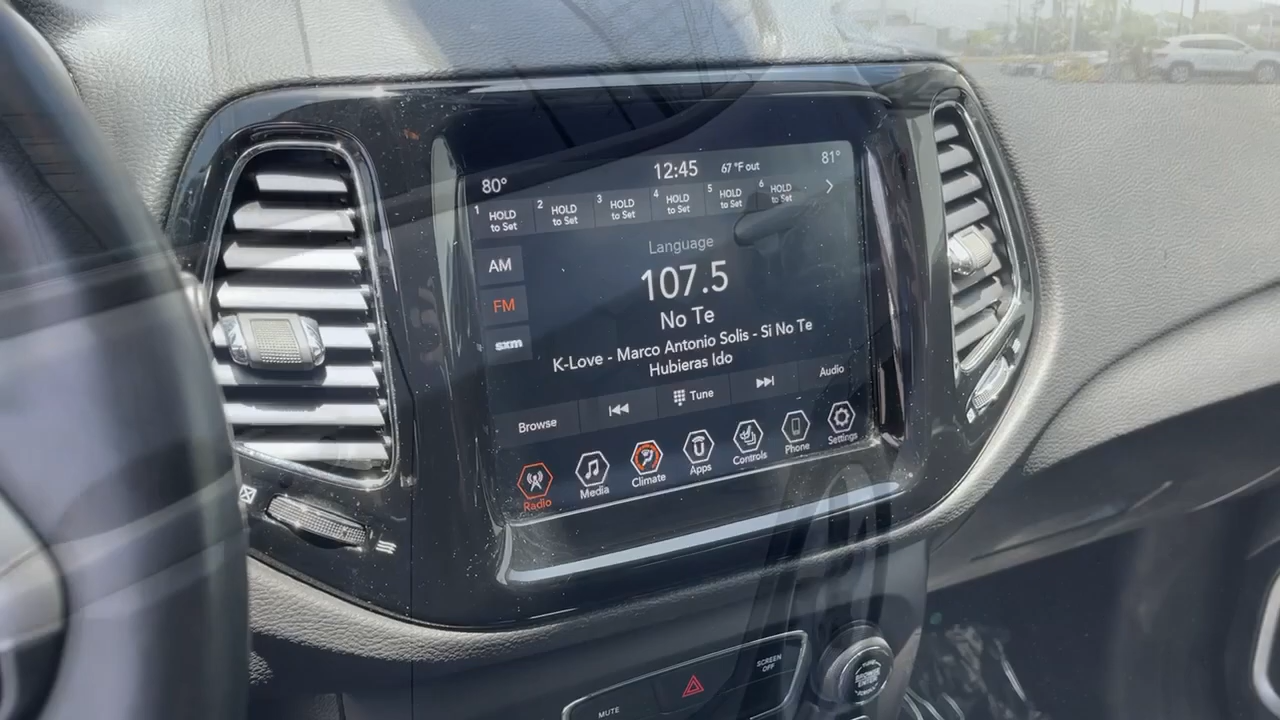 80° 12:45 67 °F out 81°
1 HOLD to Set 2 HOLD to Set 3 HOLD to Set 4 HOLD to Set 5 HOLD to Set 6 HOLD to Set
Language
AM
107.5
FM
No Te
sxm
K-Love - Marco Antonio Solis - Si No Te
Hubieras Ido
Browse Tune Audio
Radio Media Climate Apps Controls Phone Settings
MUTE SCREEN OFF
BROWSE
ENTER